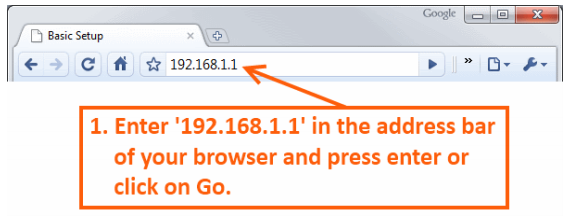 Google
Basic Setup
192.168.1.1
1. Enter '192.168.1.1' in the address bar
of your browser and press enter or
click on Go.